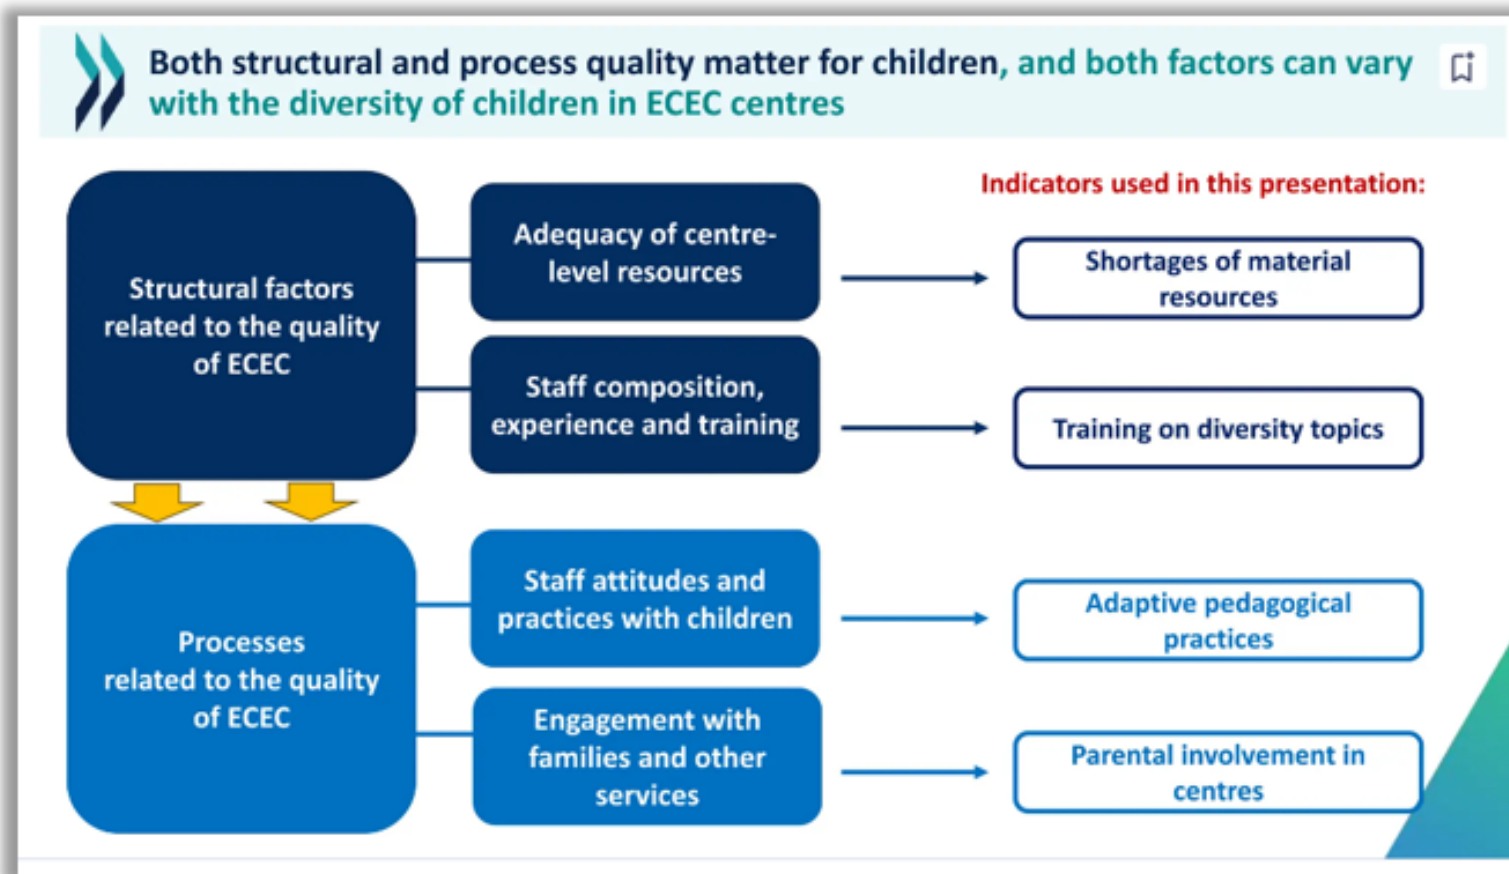 Both structural and process quality matter for children, and both factors can vary
with the diversity of children in ECEC centres
Indicators used in this presentation:
Structural factors
related to the quality
of ECEC
Adequacy of centre-
level resources
Shortages of material
resources
Staff composition,
experience and training
Training on diversity topics
Processes
related to the quality
of ECEC
Staff attitudes and
practices with children
Adaptive pedagogical
practices
Engagement with
families and other
services
Parental involvement in
centres